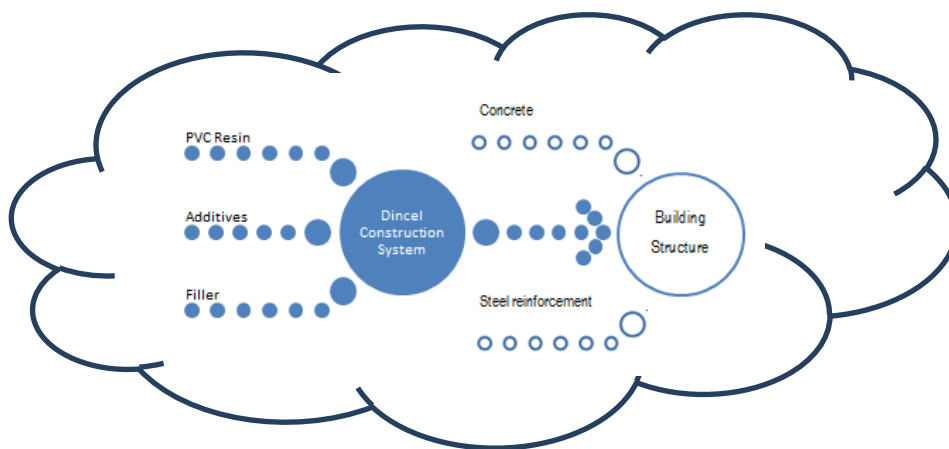 PVC Resin
Additives
Filler
Dincel
Construction
System
Concrete
Steel reinforcement
Building
Structure